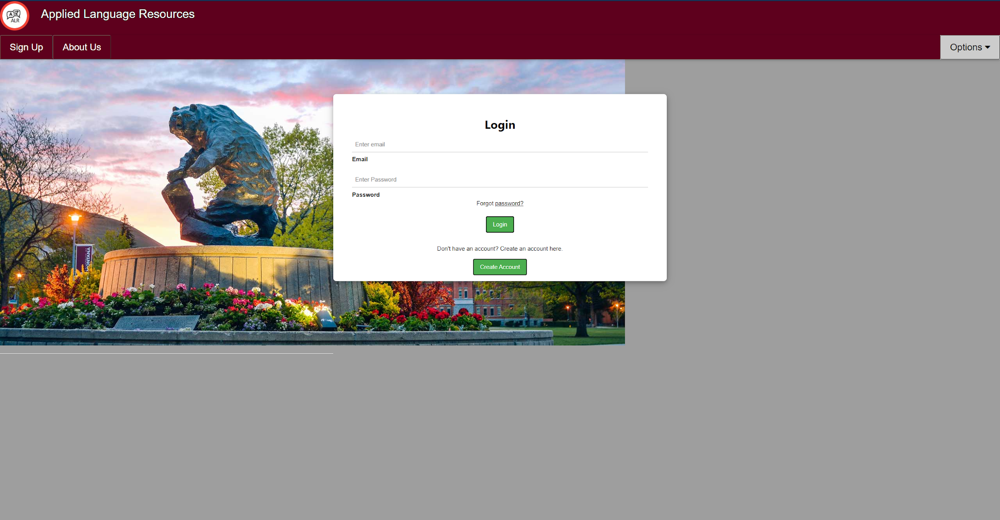 ALR
Applied Language Resources
Sign Up
About Us
Options
Login
Enter email
Email
Enter Password
Password
Forgot password?
Login
Don't have an account? Create an account here.
Create Account
MONTANA